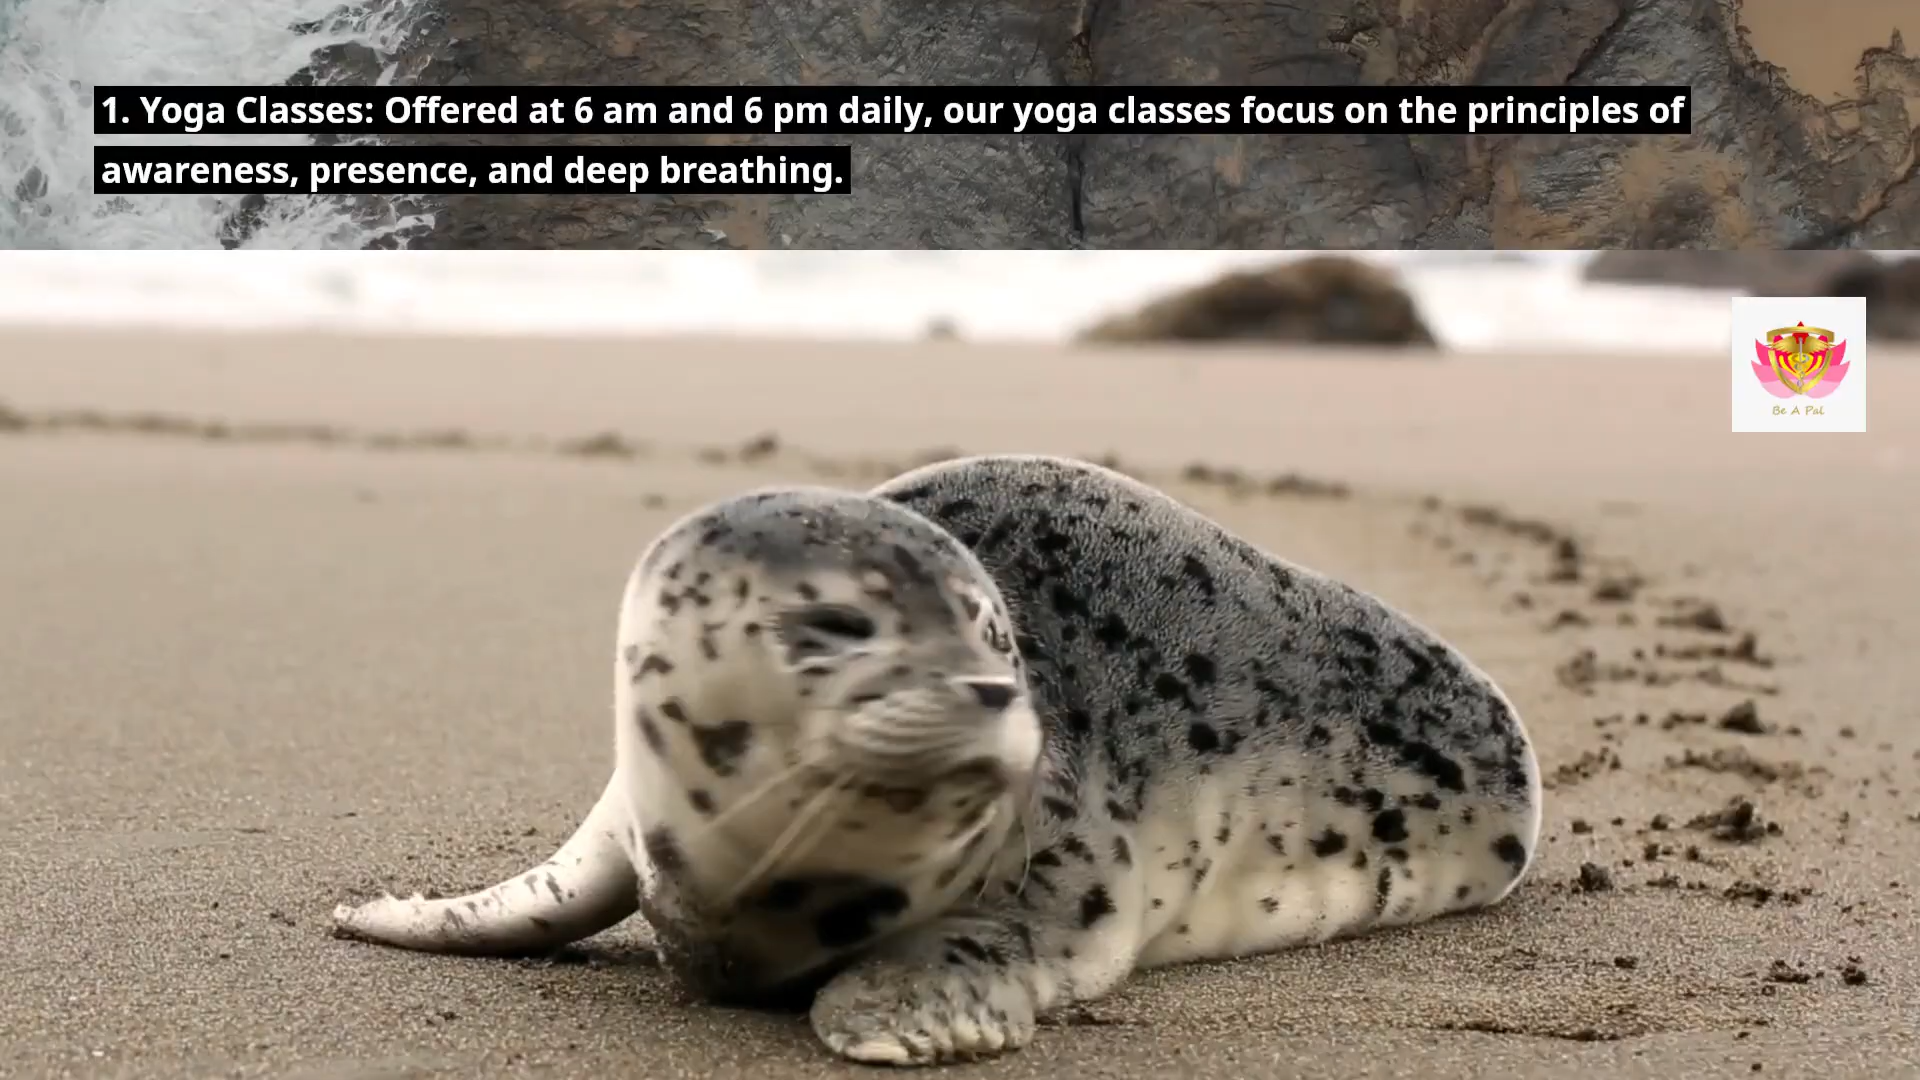 1. Yoga Classes: Offered at 6 am and 6 pm daily, our yoga classes focus on the principles of
awareness, presence, and deep breathing.
Be A Pal